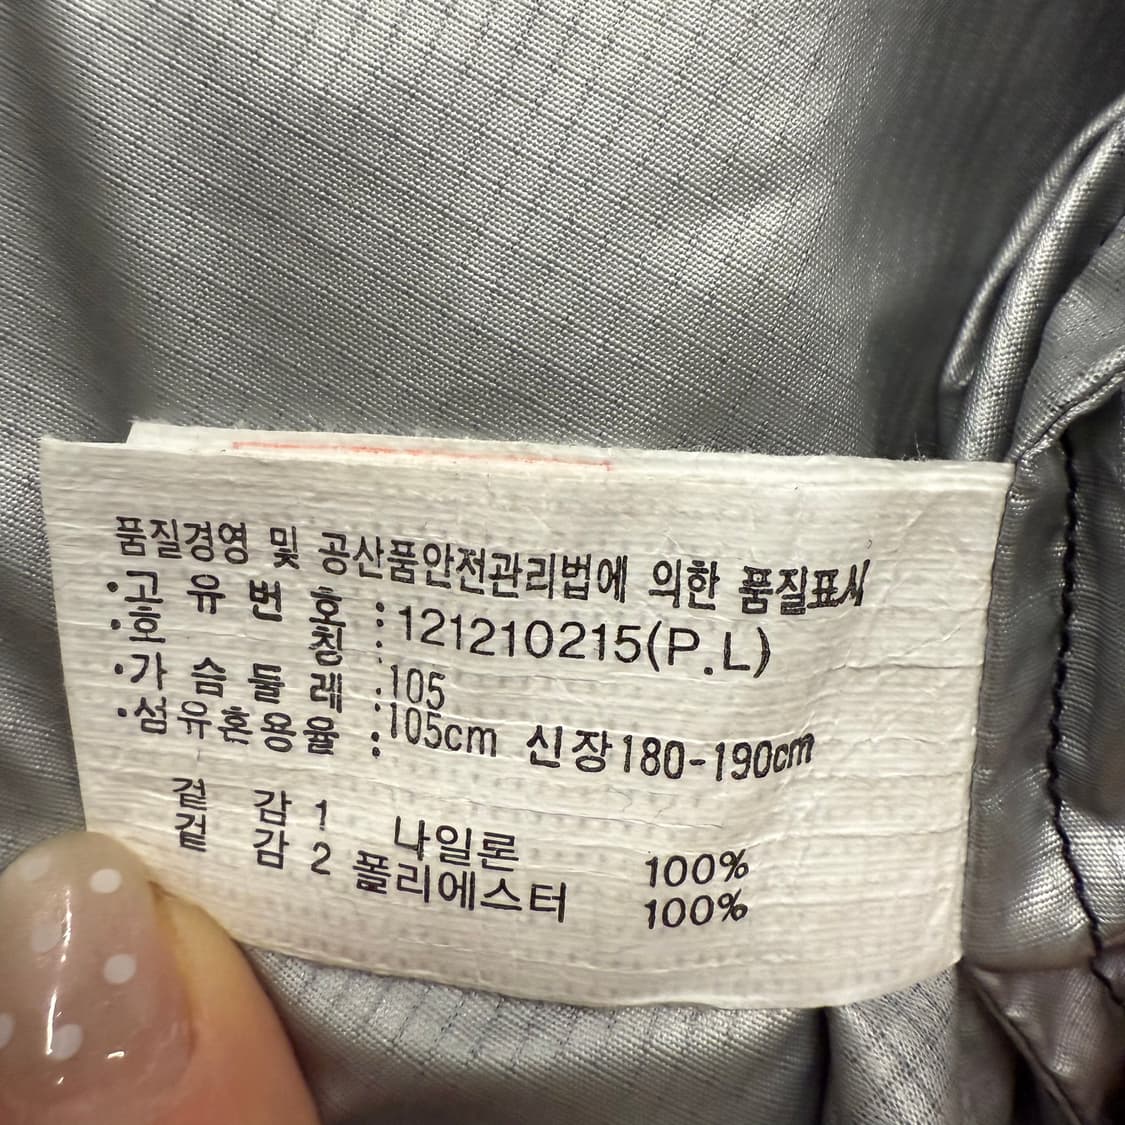 품질경영 및 공산품안전관리법에 의한 품질표시
·고유번호 : 121210215(P.L)
·호칭 : 105
·가슴둘레 : 105cm 신장180-190cm
·섬유혼용율 :
겉감1 나일론 100%
겉감2 폴리에스터 100%